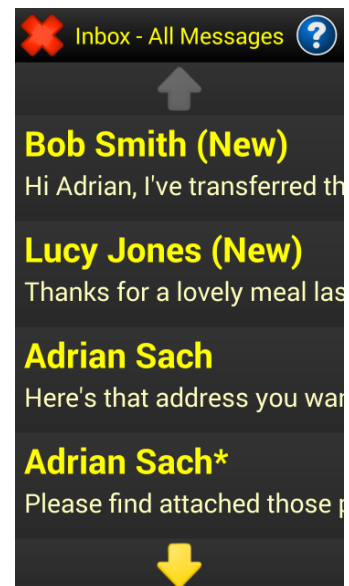 Inbox - All Messages ?
Bob Smith (New)
Hi Adrian, I've transferred th
Lucy Jones (New)
Thanks for a lovely meal las
Adrian Sach
Here's that address you wan
Adrian Sach*
Please find attached those p